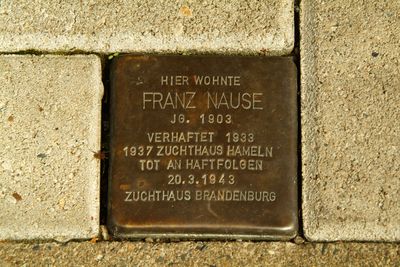 HIER WOHNTE
FRANZ NAUSE
JG. 1903
VERHAFTET 1933
1937 ZUCHTHAUS HAMELN
TOT AN HAFTFOLGEN
20.3.1943
ZUCHTHAUS BRANDENBURG